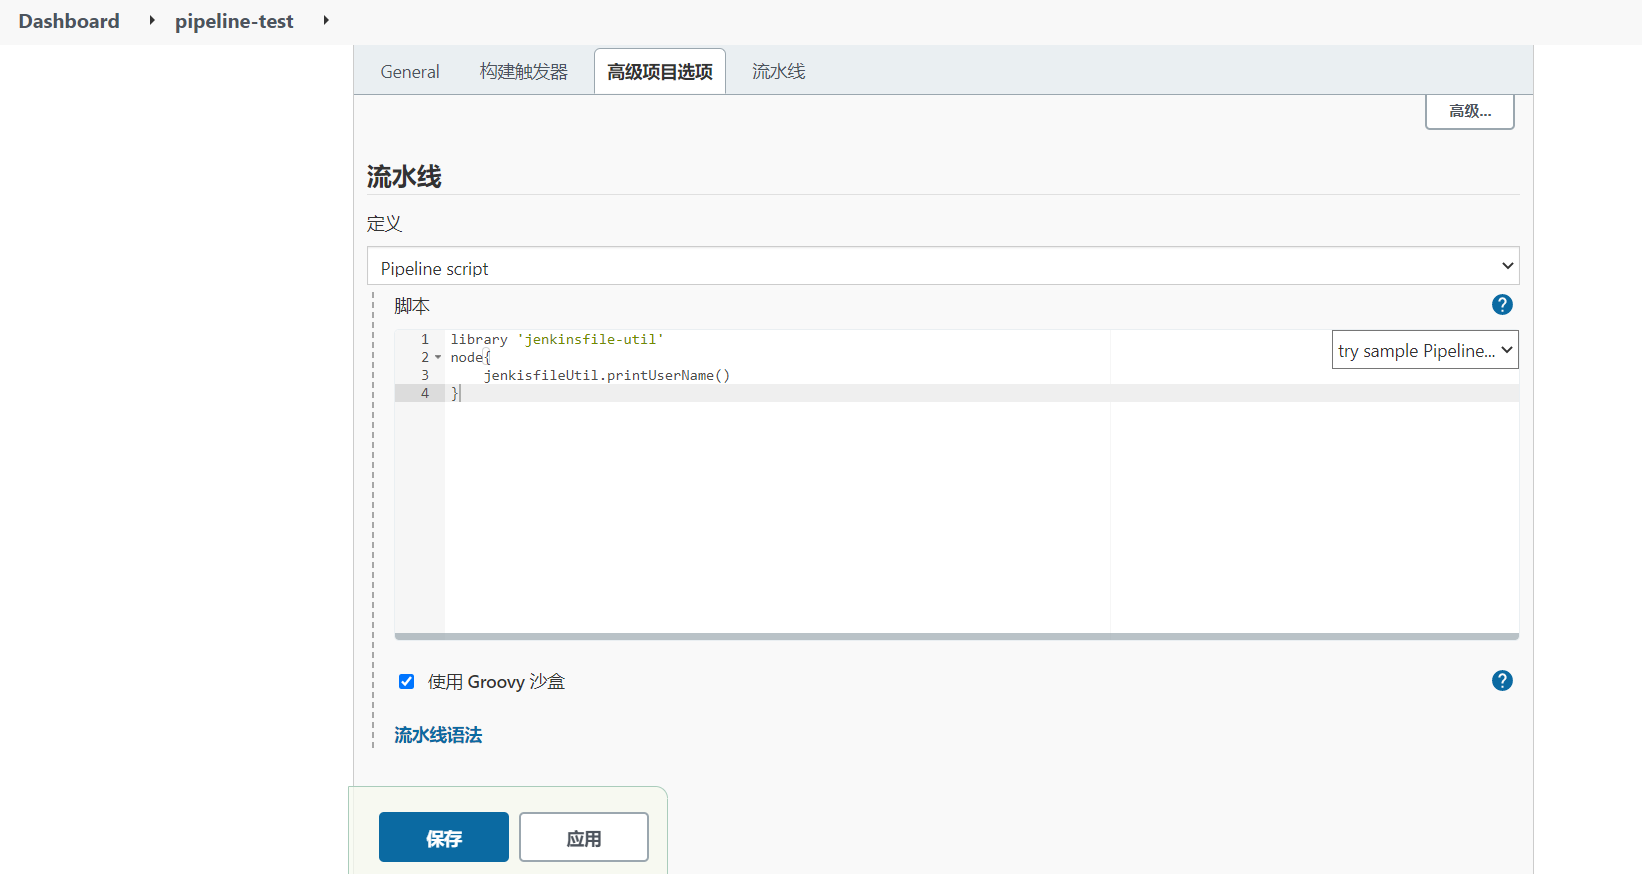 Dashboard pipeline-test
General 构建触发器 高级项目选项 流水线
高级...
流水线
定义
Pipeline script
脚本
try sample Pipeline...
1 library 'jenkinsfile-util'
2 node{
3 jenkisfileUtil.printUserName()
4 }
使用 Groovy 沙盒
流水线语法
保存 应用